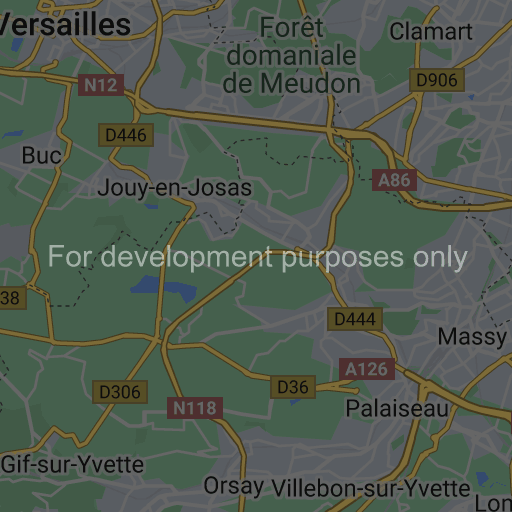 Versailles
Forêt
domaniale
de Meudon
Clamart
D906
N12
D446
Buc
Jouy-en-Josas
A86
For development purposes only
38
D444
Massy
A126
D306
D36
N118
Palaiseau
Gif-sur-Yvette
Orsay
Villebon-sur-Yvette
Lon